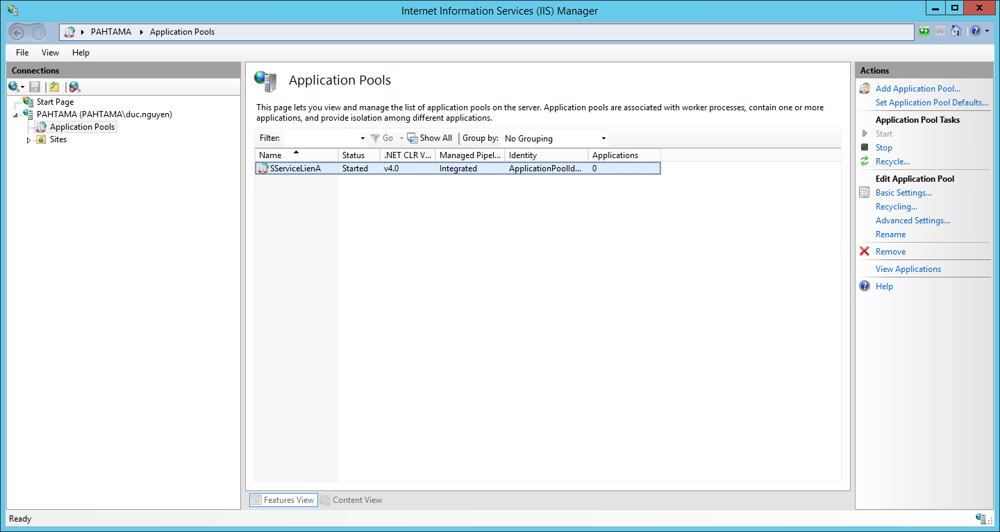 Internet Information Services (IIS) Manager
PAHTAMA Application Pools
File View Help
Connections
Start Page
PAHTAMA (PAHTAMA\duc.nguyen)
Application Pools
Sites
Application Pools
This page lets you view and manage the list of application pools on the server. Application pools are associated with worker processes, contain one or more
applications, and provide isolation among different applications.
Filter: Go Show All Group by: No Grouping
Name Status .NET CLR V... Managed Pipel... Identity Applications
SServiceLienA Started v4.0 Integrated ApplicationPoolId... 0
Features View Content View
Actions
Add Application Pool...
Set Application Pool Defaults...
Application Pool Tasks
Start
Stop
Recycle...
Edit Application Pool
Basic Settings...
Recycling...
Advanced Settings...
Rename
Remove
View Applications
Help
Ready